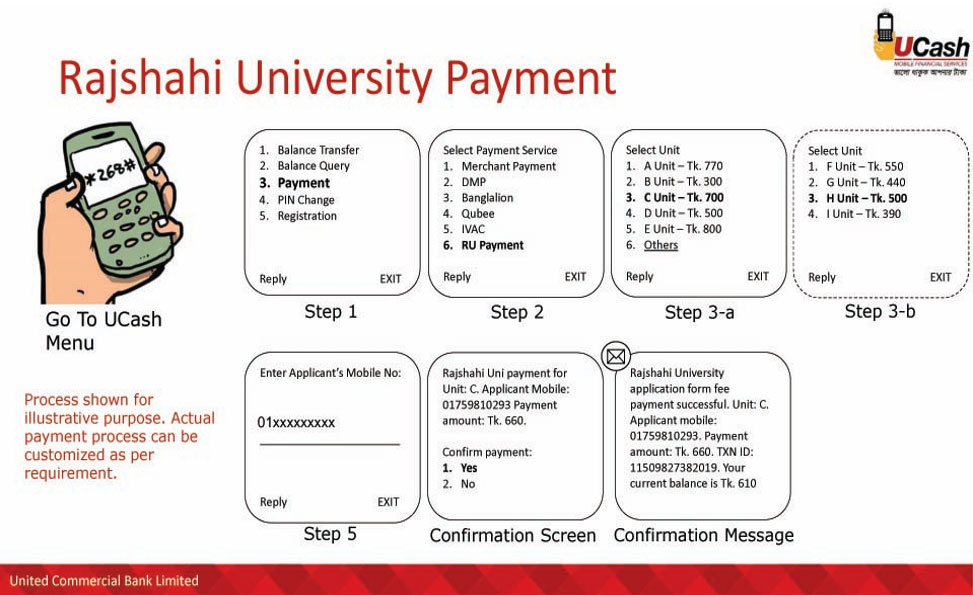 UCash
MOBILE FINANCIAL SERVICES
ভালো থাকুক আপনার টাকা
Rajshahi University Payment
*268#
Go To UCash
Menu
1. Balance Transfer
2. Balance Query
3. Payment
4. PIN Change
5. Registration
Reply EXIT
Step 1
Select Payment Service
1. Merchant Payment
2. DMP
3. Banglalion
4. Qubee
5. IVAC
6. RU Payment
Reply EXIT
Step 2
Select Unit
1. A Unit – Tk. 770
2. B Unit – Tk. 300
3. C Unit – Tk. 700
4. D Unit – Tk. 500
5. E Unit – Tk. 800
6. Others
Reply EXIT
Step 3-a
Select Unit
1. F Unit – Tk. 550
2. G Unit – Tk. 440
3. H Unit – Tk. 500
4. I Unit – Tk. 390
Reply EXIT
Step 3-b
Process shown for
illustrative purpose. Actual
payment process can be
customized as per
requirement.
Enter Applicant's Mobile No:
01xxxxxxxxx
Reply EXIT
Step 5
Rajshahi Uni payment for
Unit: C. Applicant Mobile:
01759810293 Payment
amount: Tk. 660.
Confirm payment:
1. Yes
2. No
Confirmation Screen
Rajshahi University
application form fee
payment successful. Unit: C.
Applicant mobile:
01759810293. Payment
amount: Tk. 660. TXN ID:
11509827382019. Your
current balance is Tk. 610
Confirmation Message
United Commercial Bank Limited